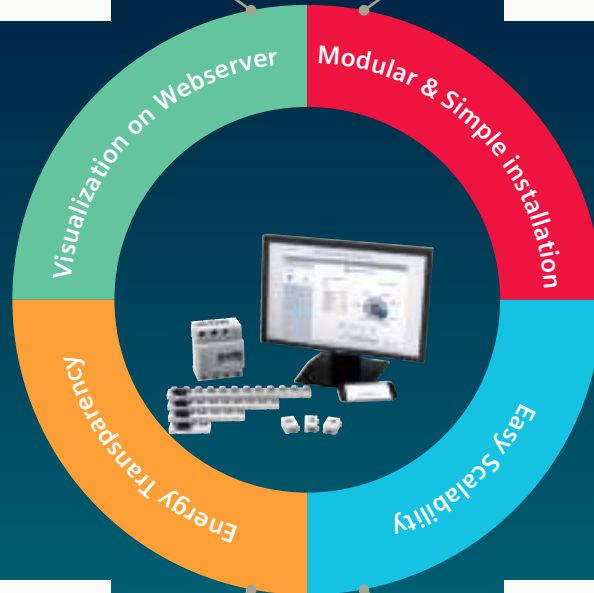 Visualization on Webserver
Modular & Simple installation
Energy Transparency
Easy Scalability